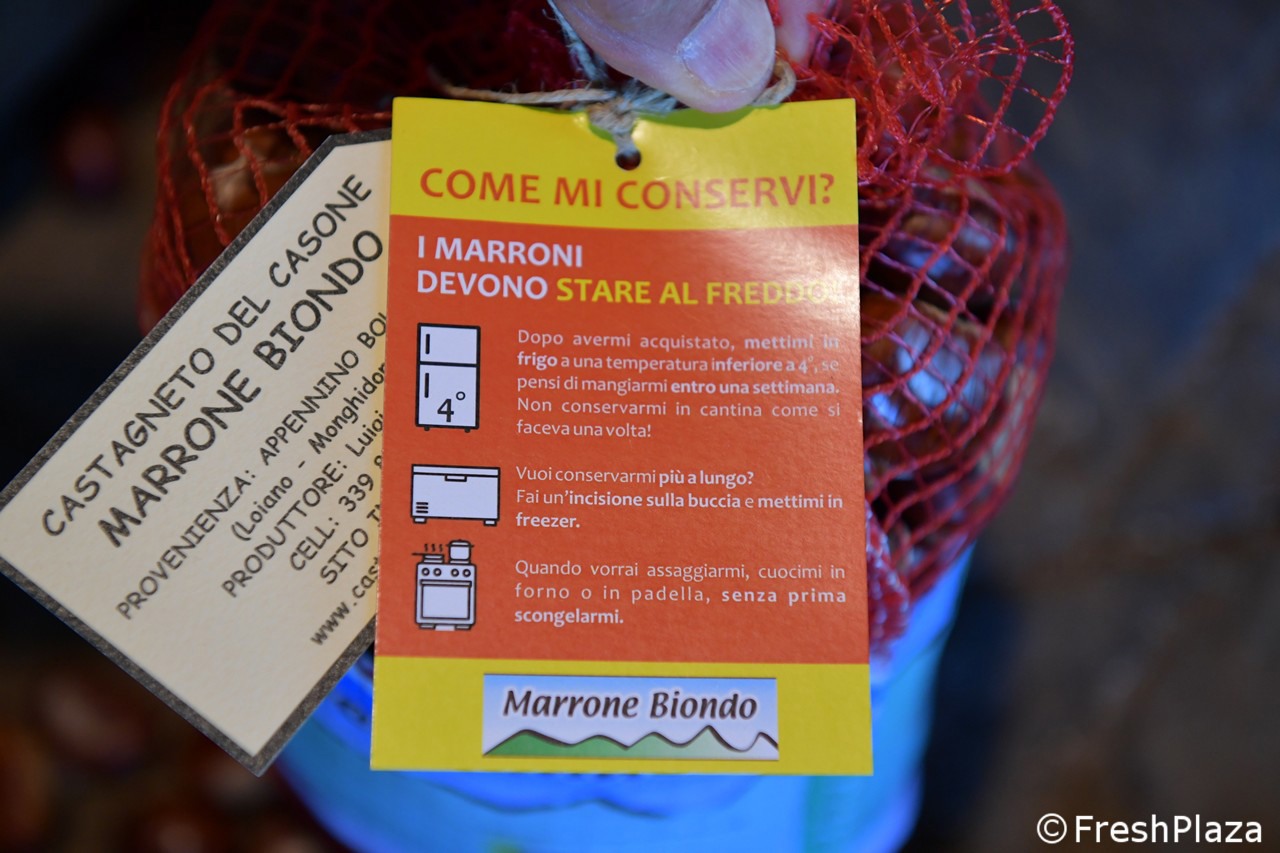 COME MI CONSERVI?
I MARRONI
DEVONO STARE AL FREDDO
4°
Dopo avermi acquistato, mettimi in
frigo a una temperatura inferiore a 4°, se
pensi di mangiarmi entro una settimana.
Non conservarmi in cantina come si
faceva una volta!
Vuoi conservarmi più a lungo?
Fai un'incisione sulla buccia e mettimi in
freezer.
Quando vorrai assaggiarmi, cuocimi in
forno o in padella, senza prima
scongelarmi.
Marrone Biondo
CASTAGNETO DEL CASONE
MARRONE BIONDO
PROVENIENZA: APPENNINO
(Loiano -
PRODUTTORE:
CELL: 339
SITO
www.
©FreshPlaza